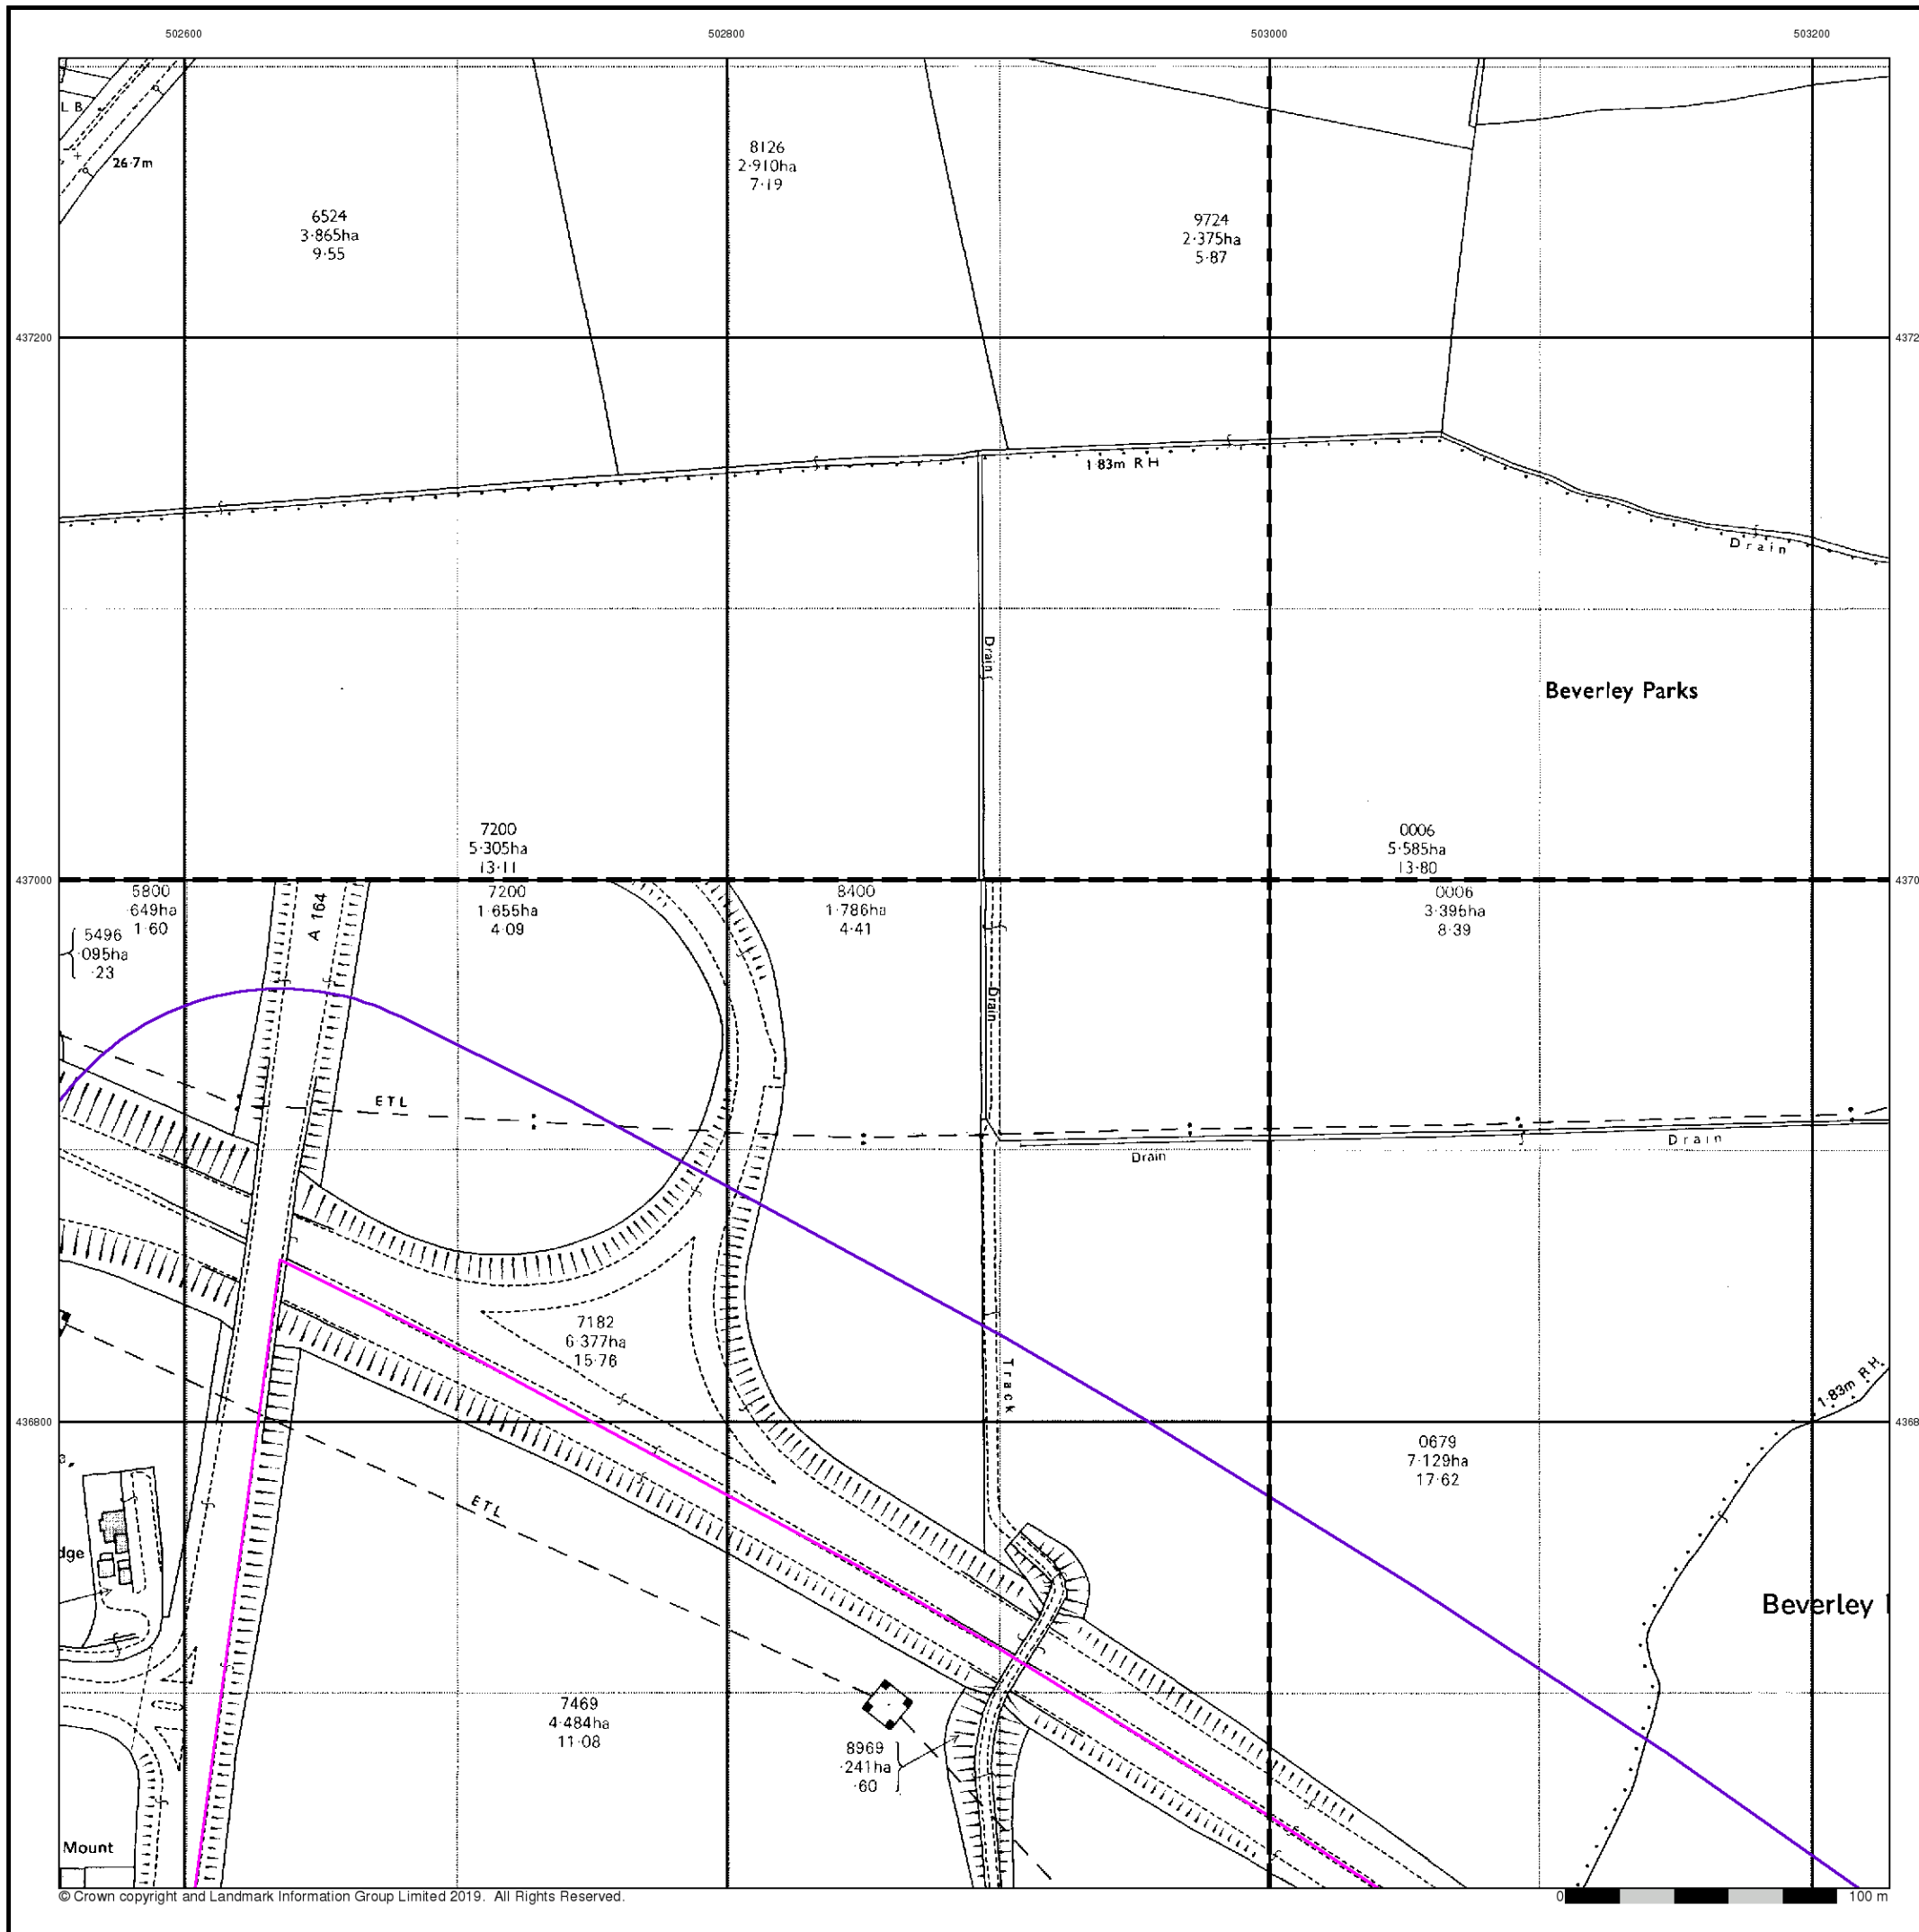 502600
502800
503000
503200
L B
26·7m
8126
2·910ha
7·19
6524
3·865ha
9·55
9724
2·375ha
5·87
437200
1·83m R H
Drain
Drain
Beverley Parks
7200
5·305ha
13·11
0006
5·585ha
13·80
437000
5800
·649ha
1·60
A 164
7200
1·655ha
4·09
8400
1·786ha
4·41
0006
3·396ha
8·39
5496
·095ha
·23
Drain
E T L
Drain
Drain
7182
6·377ha
15·76
Track
1·83m R H
436800
0679
7·129ha
17·62
E T L
dge
Beverley
7469
4·484ha
11·08
8969
·241ha
·60
Mount
© Crown copyright and Landmark Information Group Limited 2019. All Rights Reserved.
0
100 m